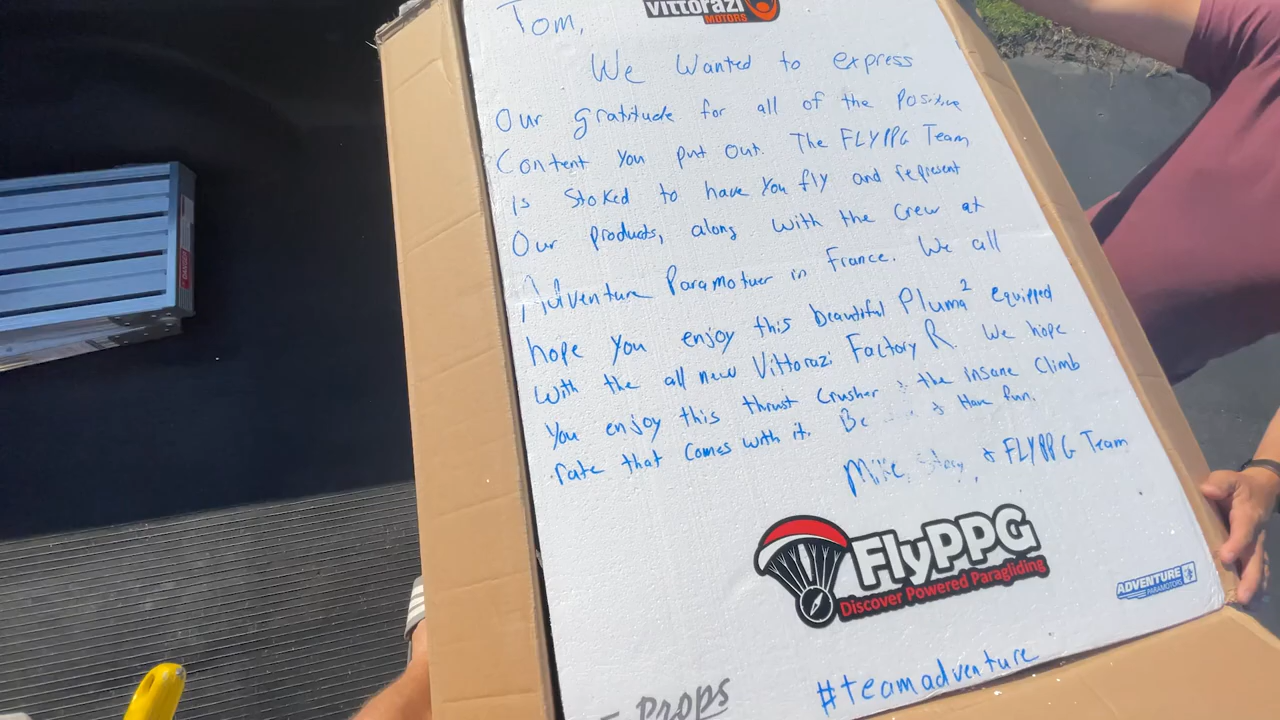 vittorazi
MOTORS
Tom,
We Wanted to express
Our gratitude for all of the Positive
Content you put out. The FLYPPG Team
is Stoked to have you fly and represent
Our products, along with the crew at
Adventure Paramotuer in France. We all
hope you enjoy this beautiful Pluma² equipped
With the all new Vittorazi Factory R. We hope
You enjoy this thrust Crusher & the insane Climb
rate that comes with it. Be & Have fun.
Mike & FLYPPG Team
FlyPPG
Discover Powered Paragliding
ADVENTURE
PARAMOTORS
#teamadventure
- Props
DANGER